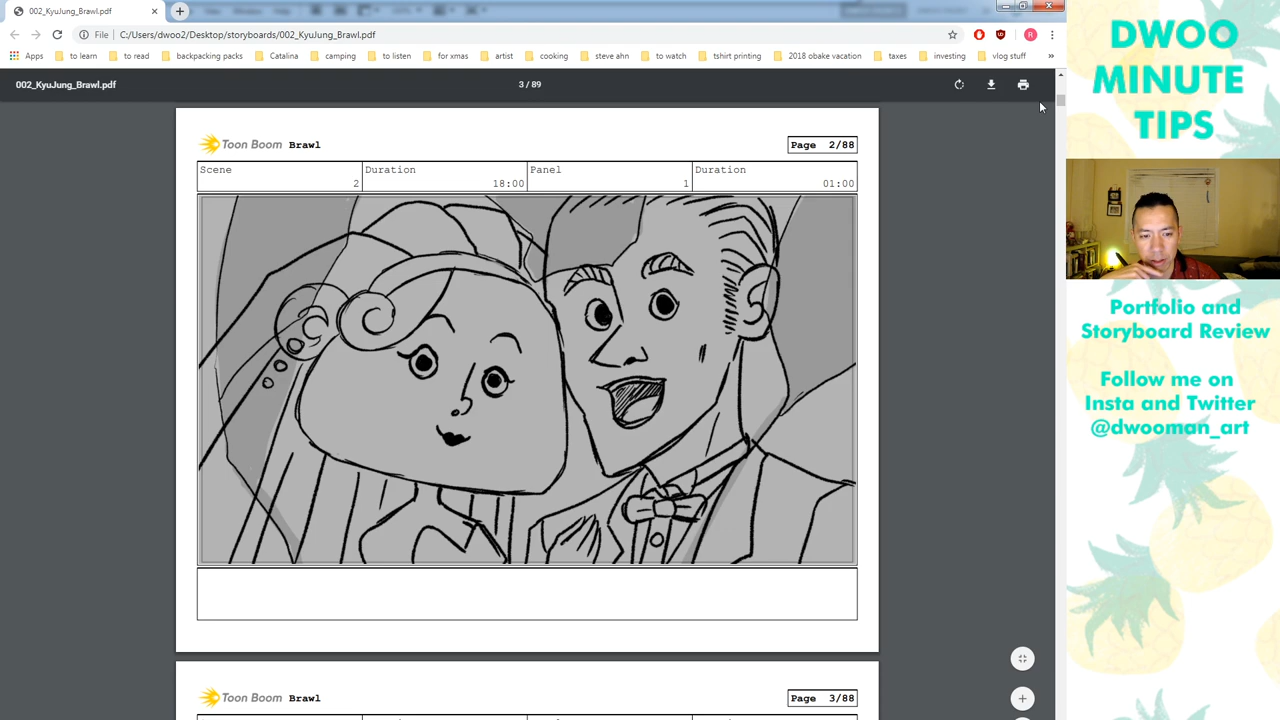 002_KyuJung_Brawl.pdf
File C:/Users/dwoo2/Desktop/storyboards/002_KyuJung_Brawl.pdf
Apps to learn to read backpacking packs Catalina camping to listen for xmas artist cooking steve ahn to watch tshirt printing 2018 obake vacation taxes investing vlog stuff »
002_KyuJung_Brawl.pdf 3 / 89
Toon Boom Brawl Page 2/88
Scene Duration Panel Duration
2 18:00 1 01:00
Toon Boom Brawl Page 3/88
DWOO
MINUTE
TIPS
Portfolio and
Storyboard Review
Follow me on
Insta and Twitter
@dwooman_art